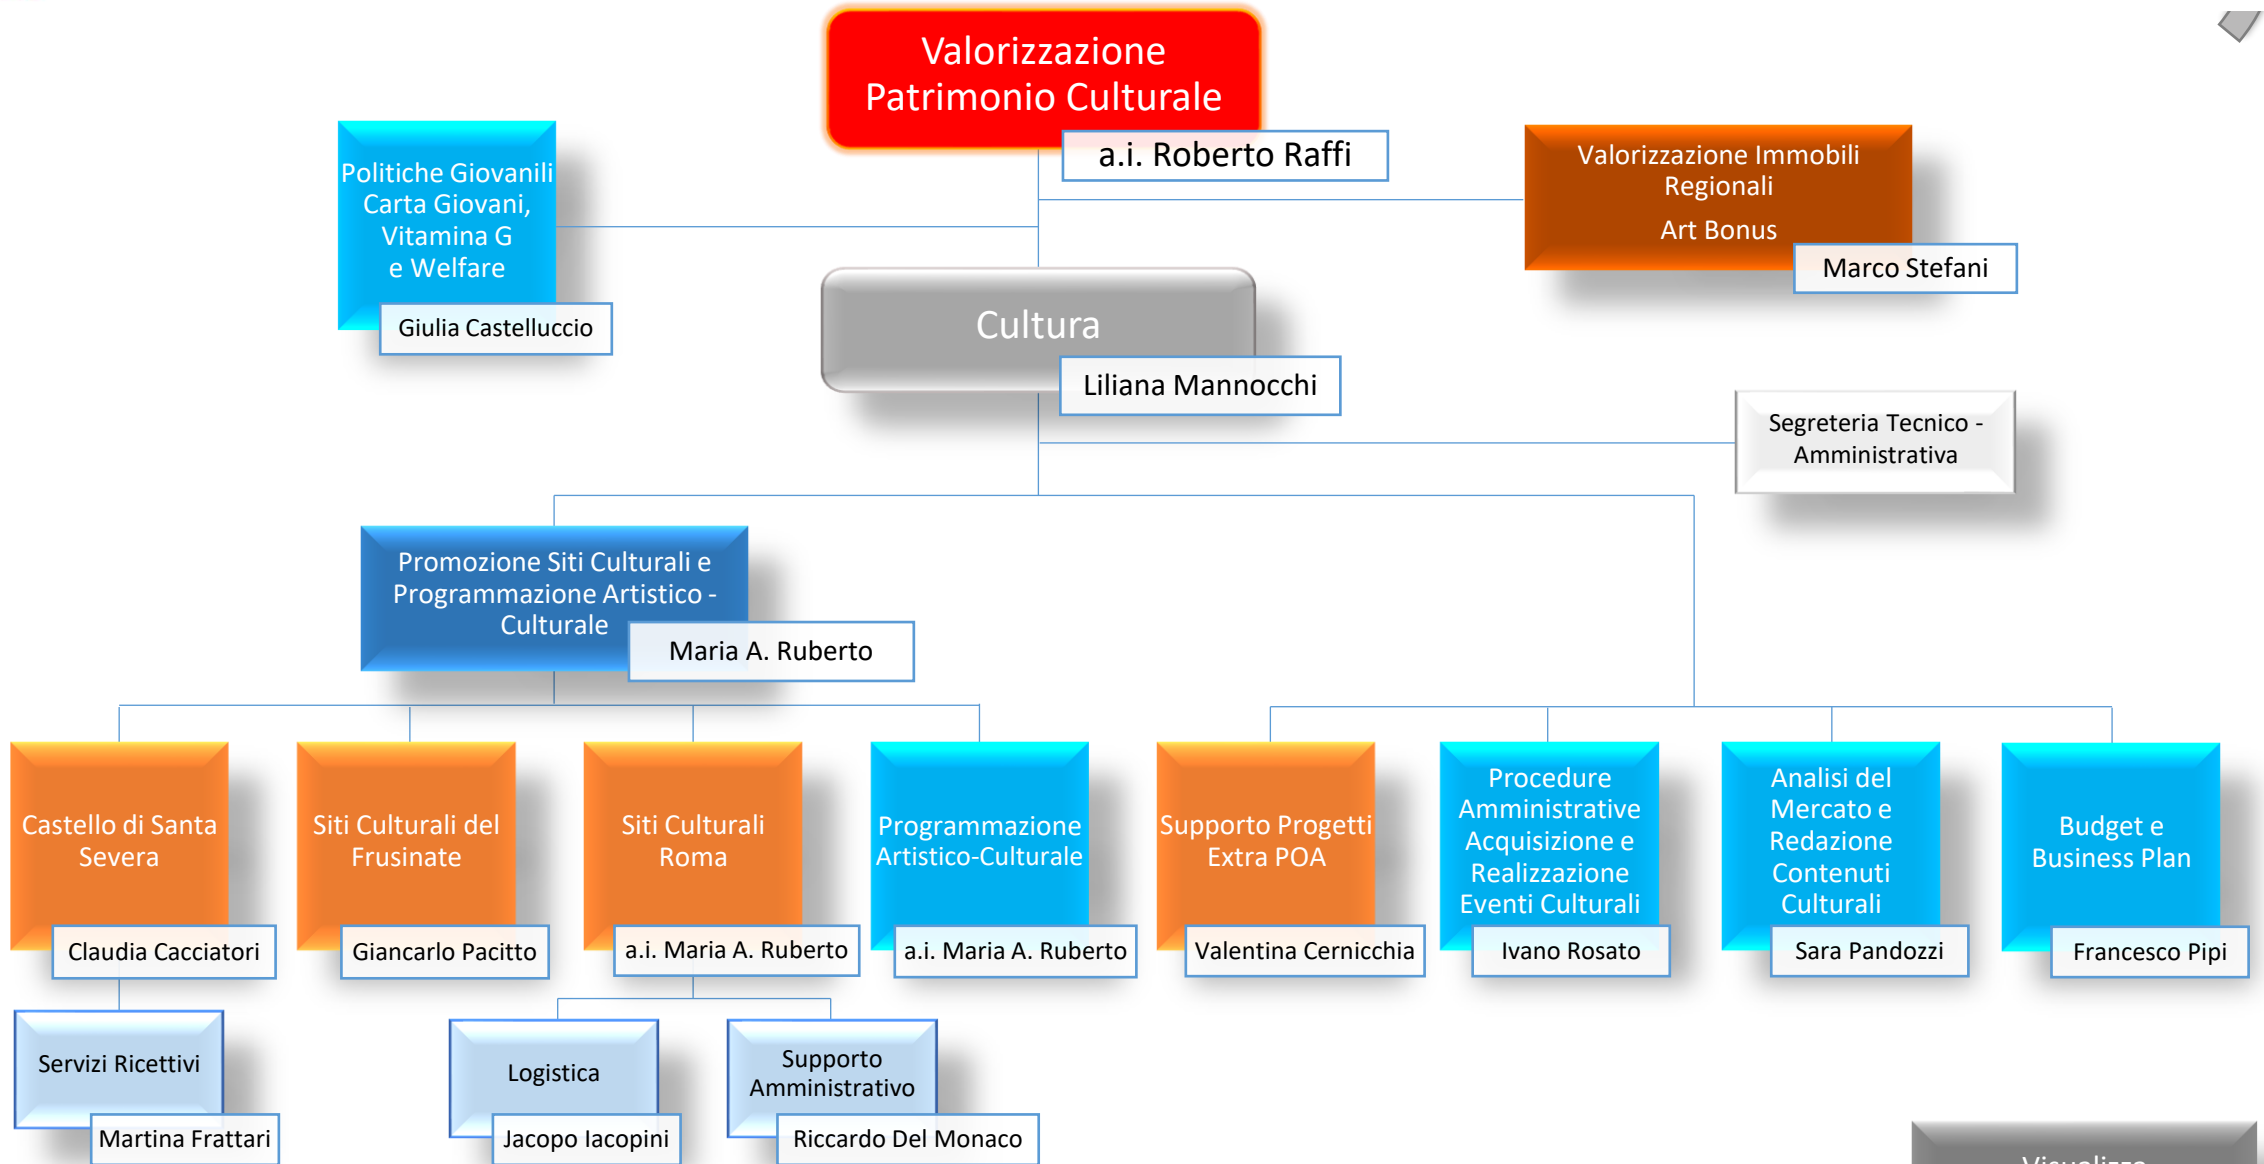 Valorizzazione
Patrimonio Culturale
a.i. Roberto Raffi
Politiche Giovanili
Carta Giovani,
Vitamina G
e Welfare
Giulia Castelluccio
Valorizzazione Immobili
Regionali
Art Bonus
Marco Stefani
Cultura
Liliana Mannocchi
Segreteria Tecnico -
Amministrativa
Promozione Siti Culturali e
Programmazione Artistico -
Culturale
Maria A. Ruberto
Castello di Santa
Severa
Claudia Cacciatori
Siti Culturali del
Frusinate
Giancarlo Pacitto
Siti Culturali
Roma
a.i. Maria A. Ruberto
Programmazione
Artistico-Culturale
a.i. Maria A. Ruberto
Supporto Progetti
Extra POA
Valentina Cernicchia
Procedure
Amministrative
Acquisizione e
Realizzazione
Eventi Culturali
Ivano Rosato
Analisi del
Mercato e
Redazione
Contenuti
Culturali
Sara Pandozzi
Budget e
Business Plan
Francesco Pipi
Servizi Ricettivi
Martina Frattari
Logistica
Jacopo Iacopini
Supporto
Amministrativo
Riccardo Del Monaco
Visualizza